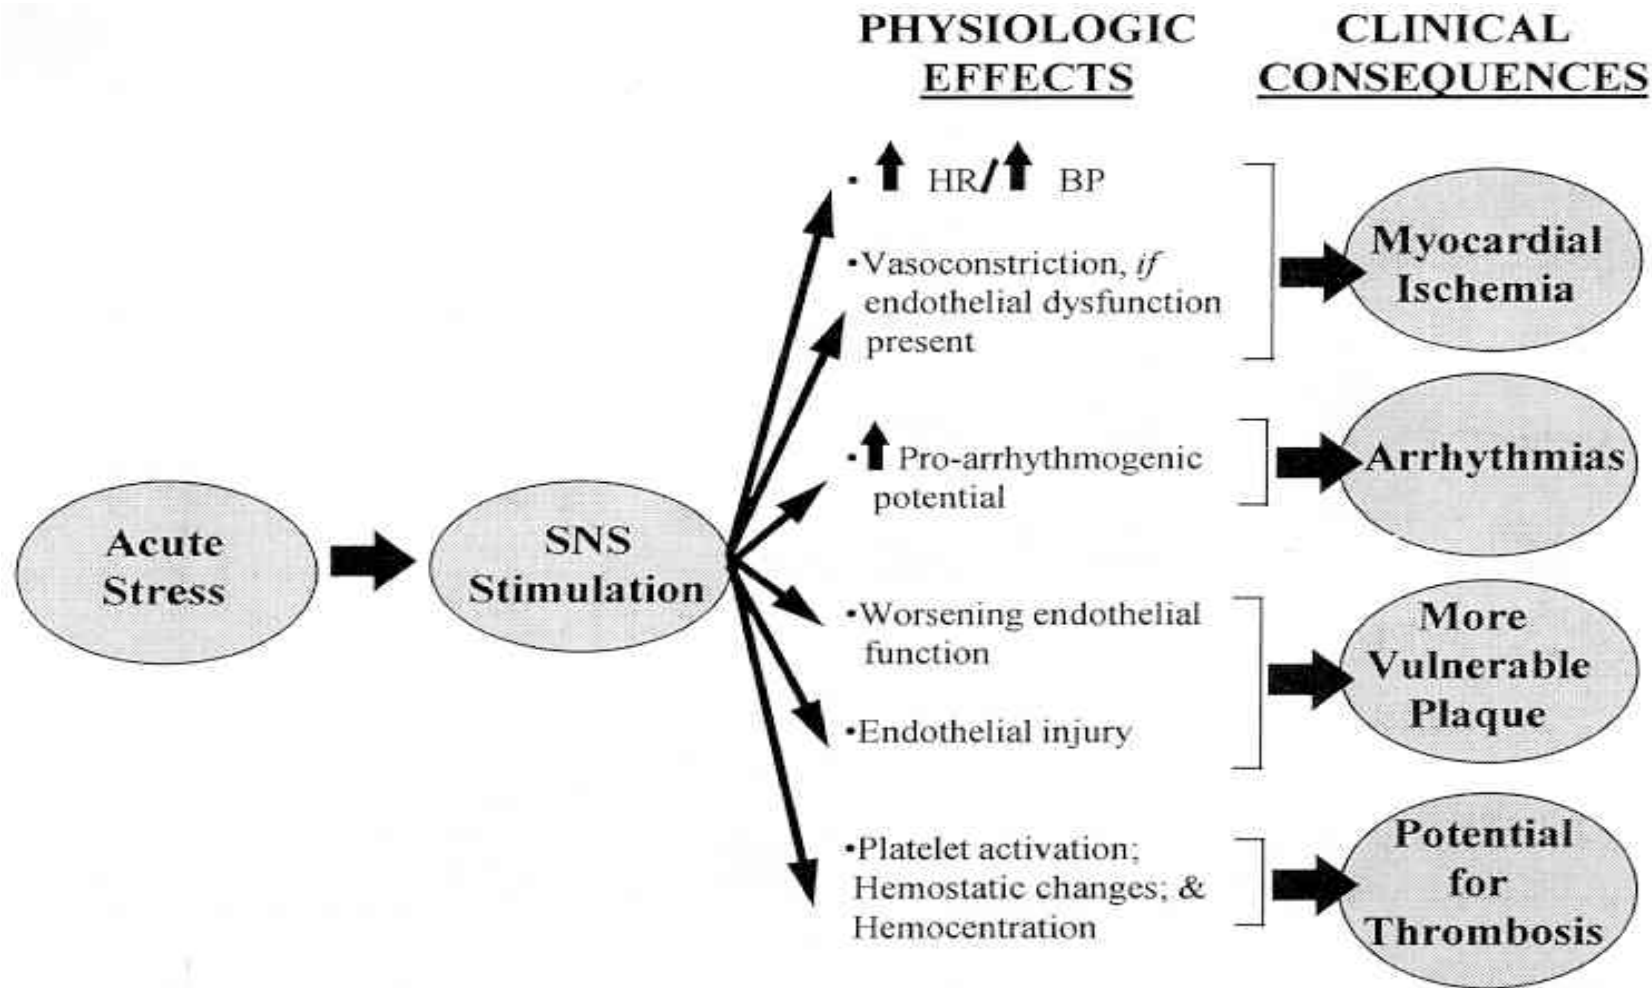 PHYSIOLOGIC
EFFECTS
CLINICAL
CONSEQUENCES
Acute
Stress
SNS
Stimulation
• ⬆ HR/⬆ BP
•Vasoconstriction, if
endothelial dysfunction
present
•⬆ Pro-arrhythmogenic
potential
•Worsening endothelial
function
•Endothelial injury
•Platelet activation;
Hemostatic changes; &
Hemocentration
Myocardial
Ischemia
Arrhythmias
More
Vulnerable
Plaque
Potential
for
Thrombosis